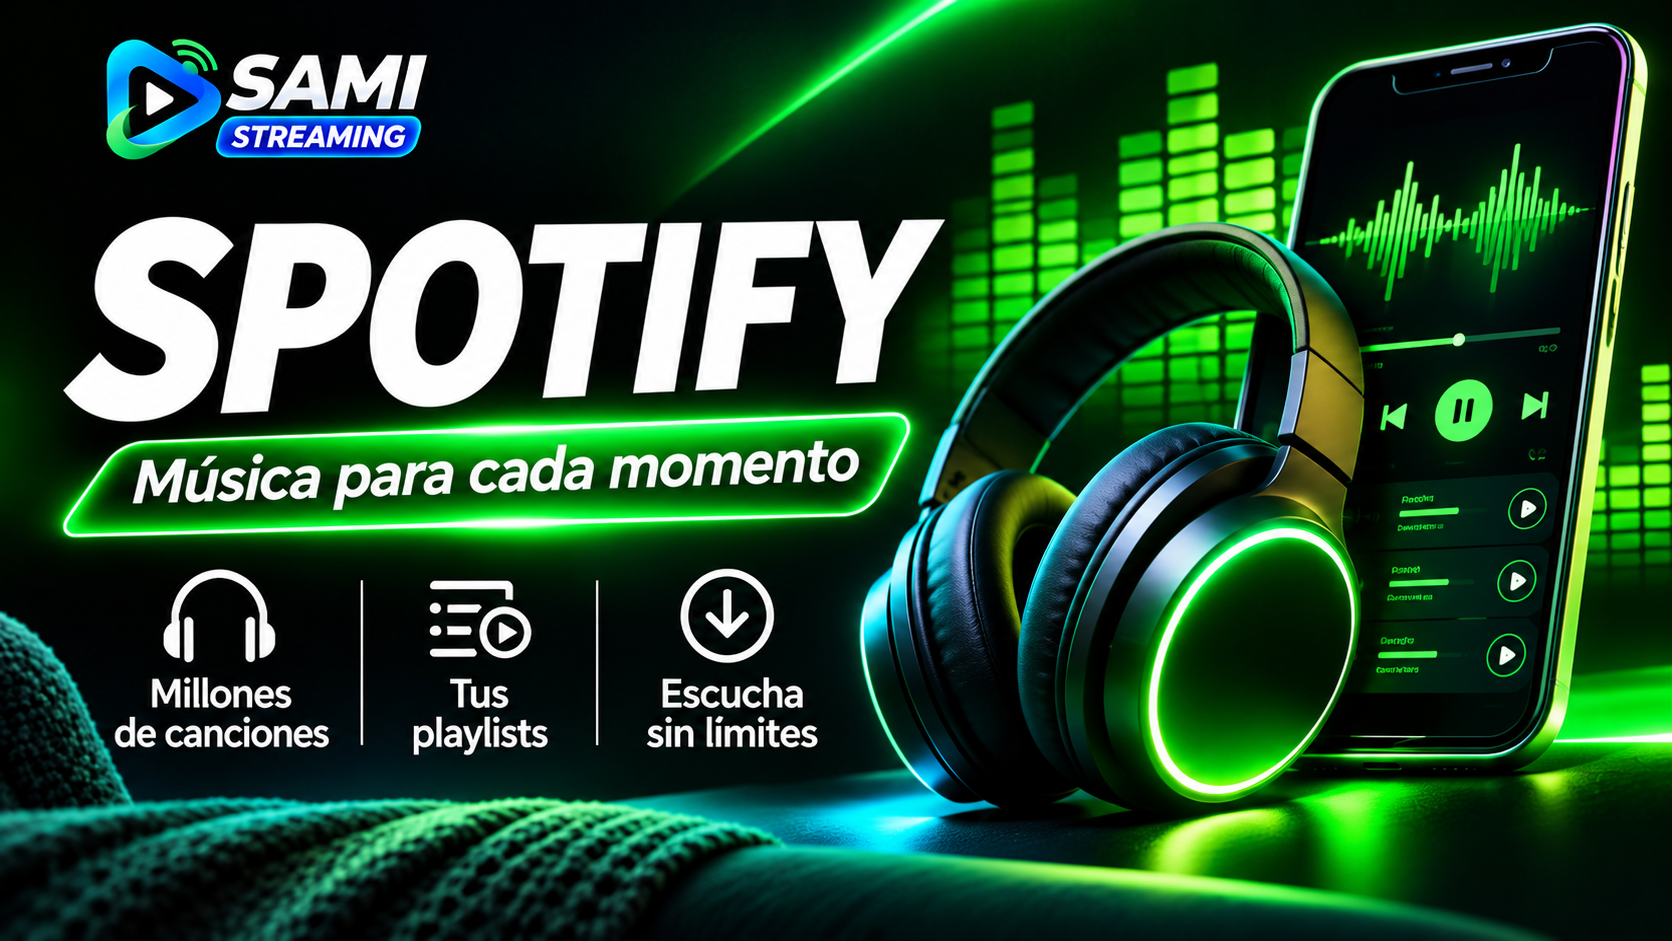 SAMI
STREAMING
SPOTIFY
Música para cada momento
Millones
de canciones
Tus
playlists
Escucha
sin límites